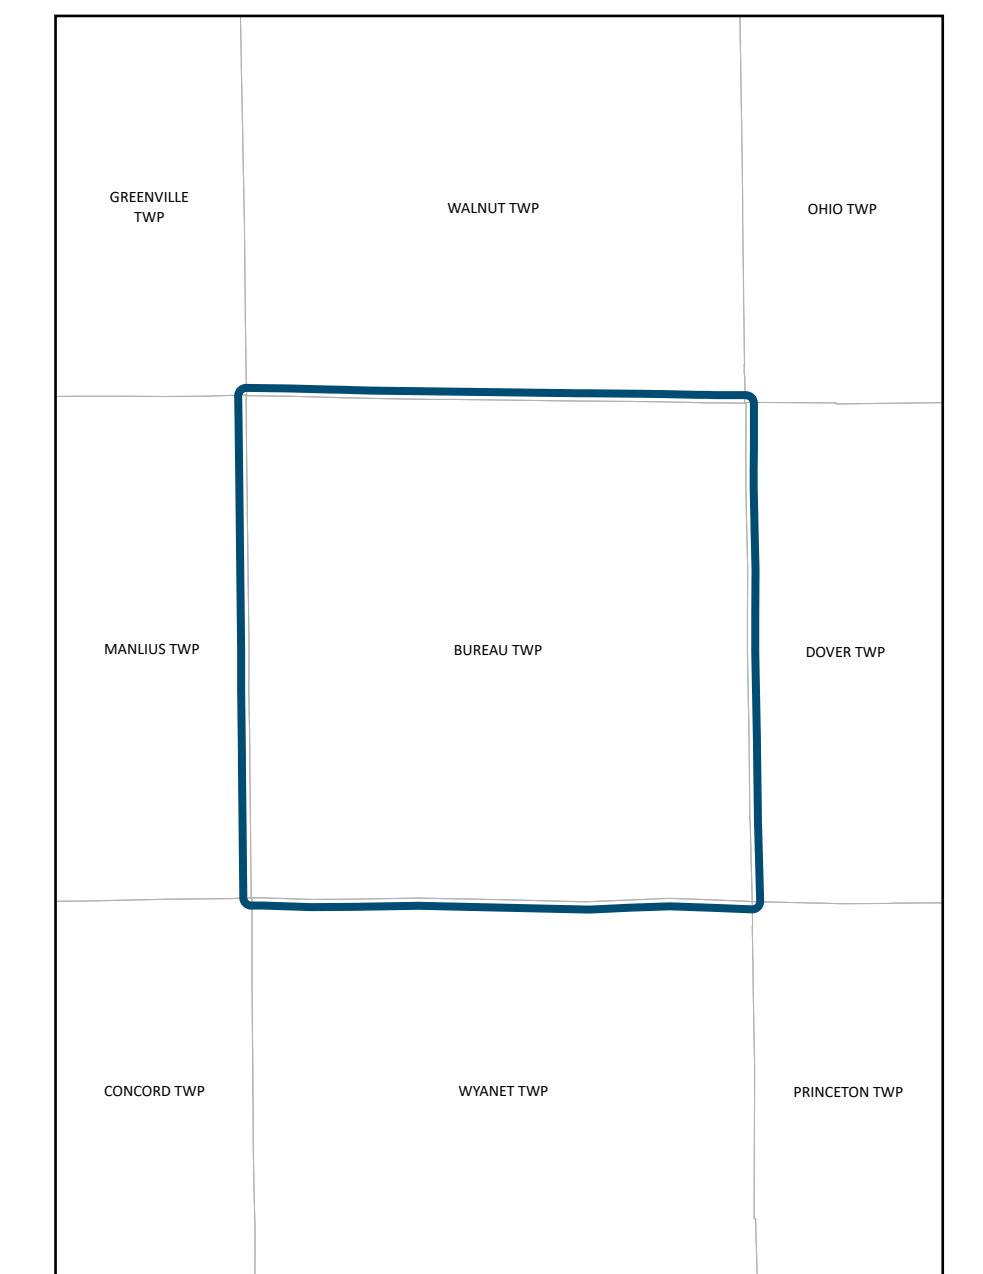 GREENVILLE
TWP
WALNUT TWP
OHIO TWP
MANLIUS TWP
BUREAU TWP
DOVER TWP
CONCORD TWP
WYANET TWP
PRINCETON TWP